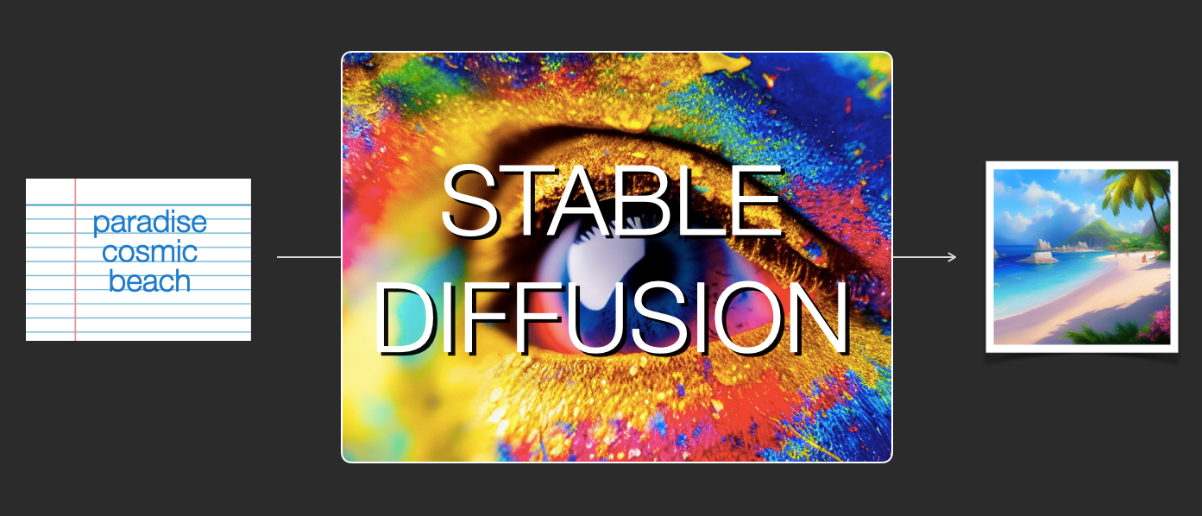 paradise
cosmic
beach
STABLE
DIFFUSION